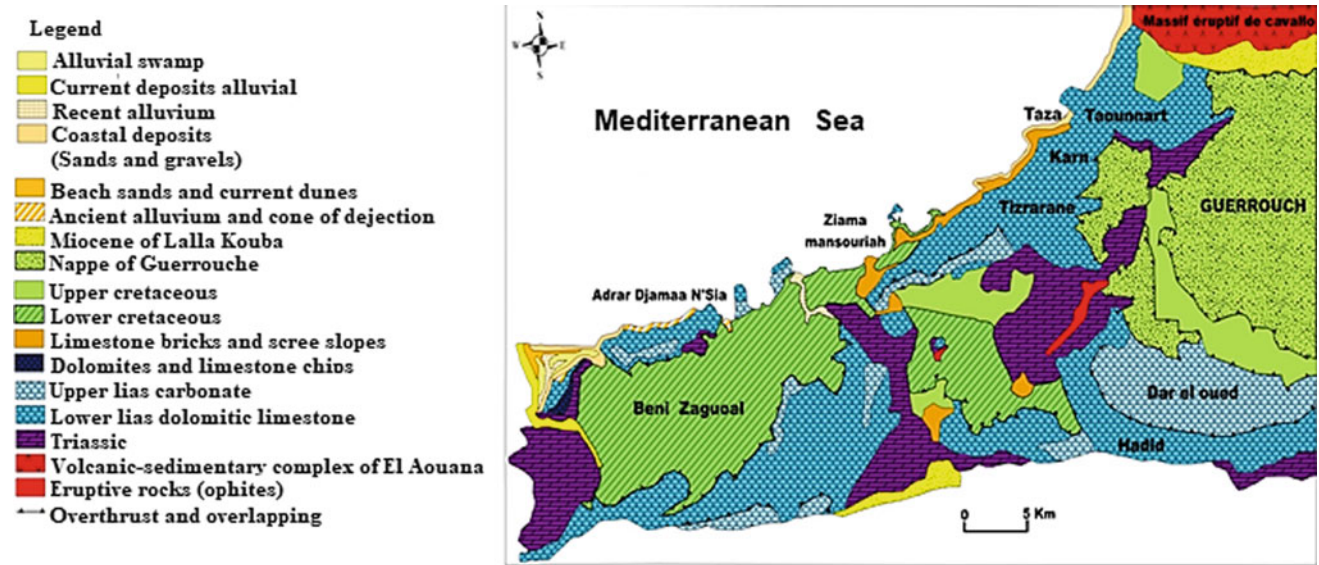 Legend
Alluvial swamp
Current deposits alluvial
Recent alluvium
Coastal deposits
(Sands and gravels)
Beach sands and current dunes
Ancient alluvium and cone of dejection
Miocene of Lalla Kouba
Nappe of Guerrouche
Upper cretaceous
Lower cretaceous
Limestone bricks and scree slopes
Dolomites and limestone chips
Upper lias carbonate
Lower lias dolomitic limestone
Triassic
Volcanic-sedimentary complex of El Aouana
Eruptive rocks (ophites)
Overthrust and overlapping
N
W E
S
Massif éruptif de cavallo
Mediterranean Sea
Taza
Taounnart
Karn
Tizrarane
GUERROUCH
Ziama
mansouriah
Adrar Djamaa N'Sia
Beni Zaguoal
Dar el oued
Hadid
0 5 Km